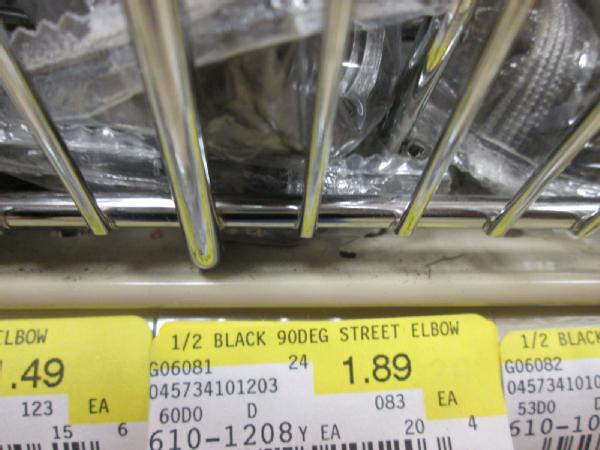 ELBOW
.49
123 EA
15 6
1/2 BLACK 90DEG STREET ELBOW
G06081 24 1.89
045734101203
60D0 D 083 EA
610-1208 Y EA 20 4
1/2 BLACK
G06082
0457341010
53D0 D
610-10